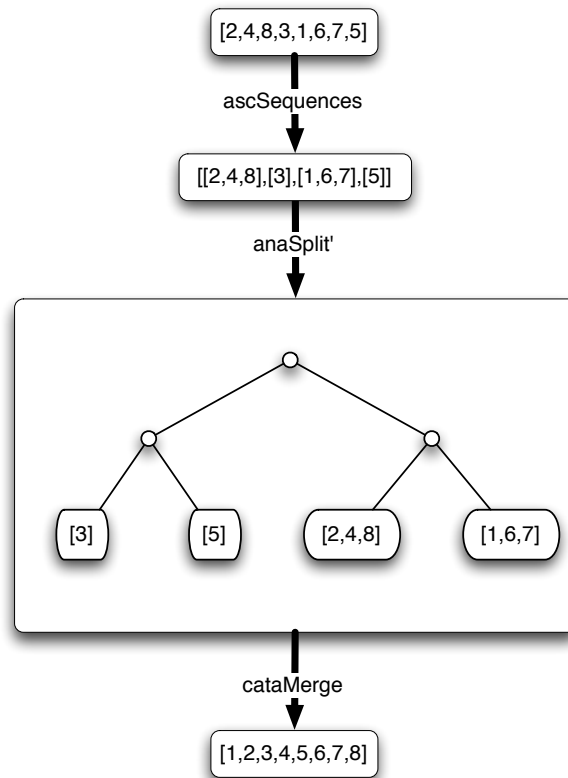 [2,4,8,3,1,6,7,5]
ascSequences
[[2,4,8],[3],[1,6,7],[5]]
anaSplit'
[3] [5] [2,4,8] [1,6,7]
cataMerge
[1,2,3,4,5,6,7,8]